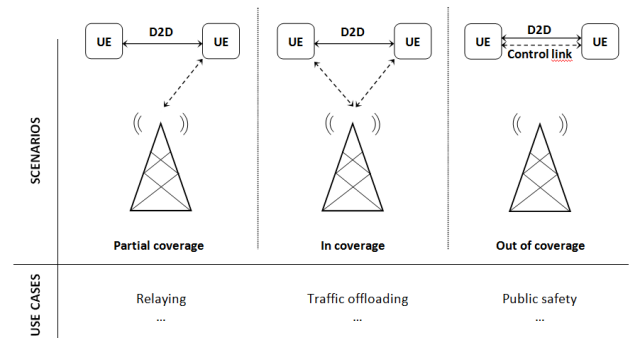 SCENARIOS
UE D2D UE
Partial coverage
UE D2D UE
In coverage
UE D2D UE
Control link
Out of coverage
USE CASES
Relaying
...
Traffic offloading
...
Public safety
...